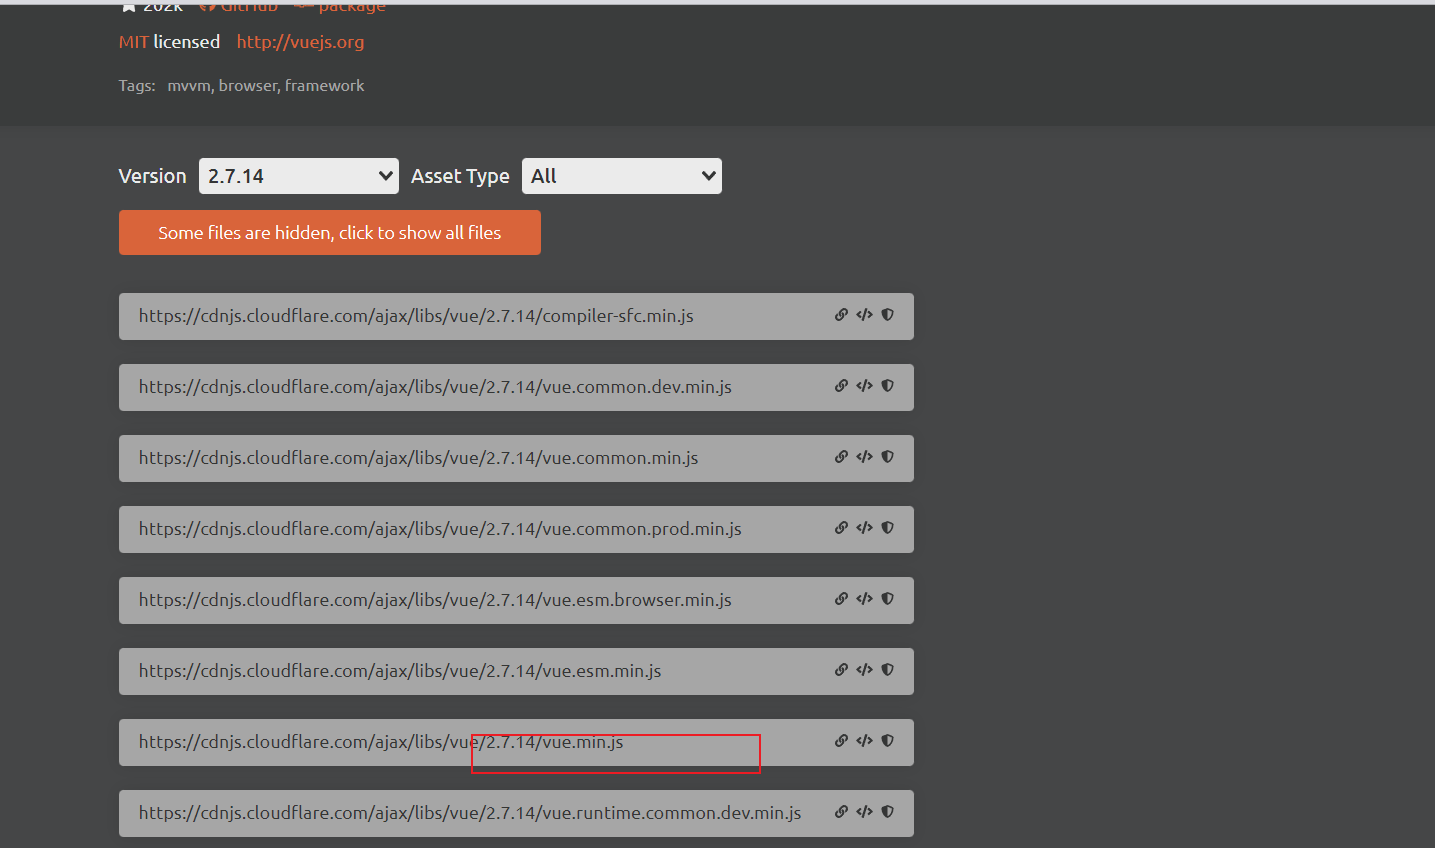 202k GitHub package
MIT licensed http://vuejs.org
Tags: mvvm, browser, framework
Version 2.7.14 Asset Type All
Some files are hidden, click to show all files
https://cdnjs.cloudflare.com/ajax/libs/vue/2.7.14/compiler-sfc.min.js
https://cdnjs.cloudflare.com/ajax/libs/vue/2.7.14/vue.common.dev.min.js
https://cdnjs.cloudflare.com/ajax/libs/vue/2.7.14/vue.common.min.js
https://cdnjs.cloudflare.com/ajax/libs/vue/2.7.14/vue.common.prod.min.js
https://cdnjs.cloudflare.com/ajax/libs/vue/2.7.14/vue.esm.browser.min.js
https://cdnjs.cloudflare.com/ajax/libs/vue/2.7.14/vue.esm.min.js
https://cdnjs.cloudflare.com/ajax/libs/vue/2.7.14/vue.min.js
https://cdnjs.cloudflare.com/ajax/libs/vue/2.7.14/vue.runtime.common.dev.min.js